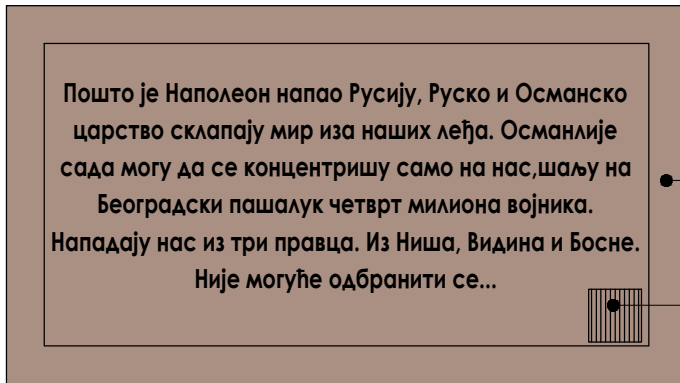 Пошто је Наполеон напао Русију, Руско и Османско
царство склапају мир иза наших леђа. Османлије
сада могу да се концентришу само на нас,шаљу на
Београдски пашалук четврт милиона војника.
Нападају нас из три правца. Из Ниша, Видина и Босне.
Није могуће одбранити се...